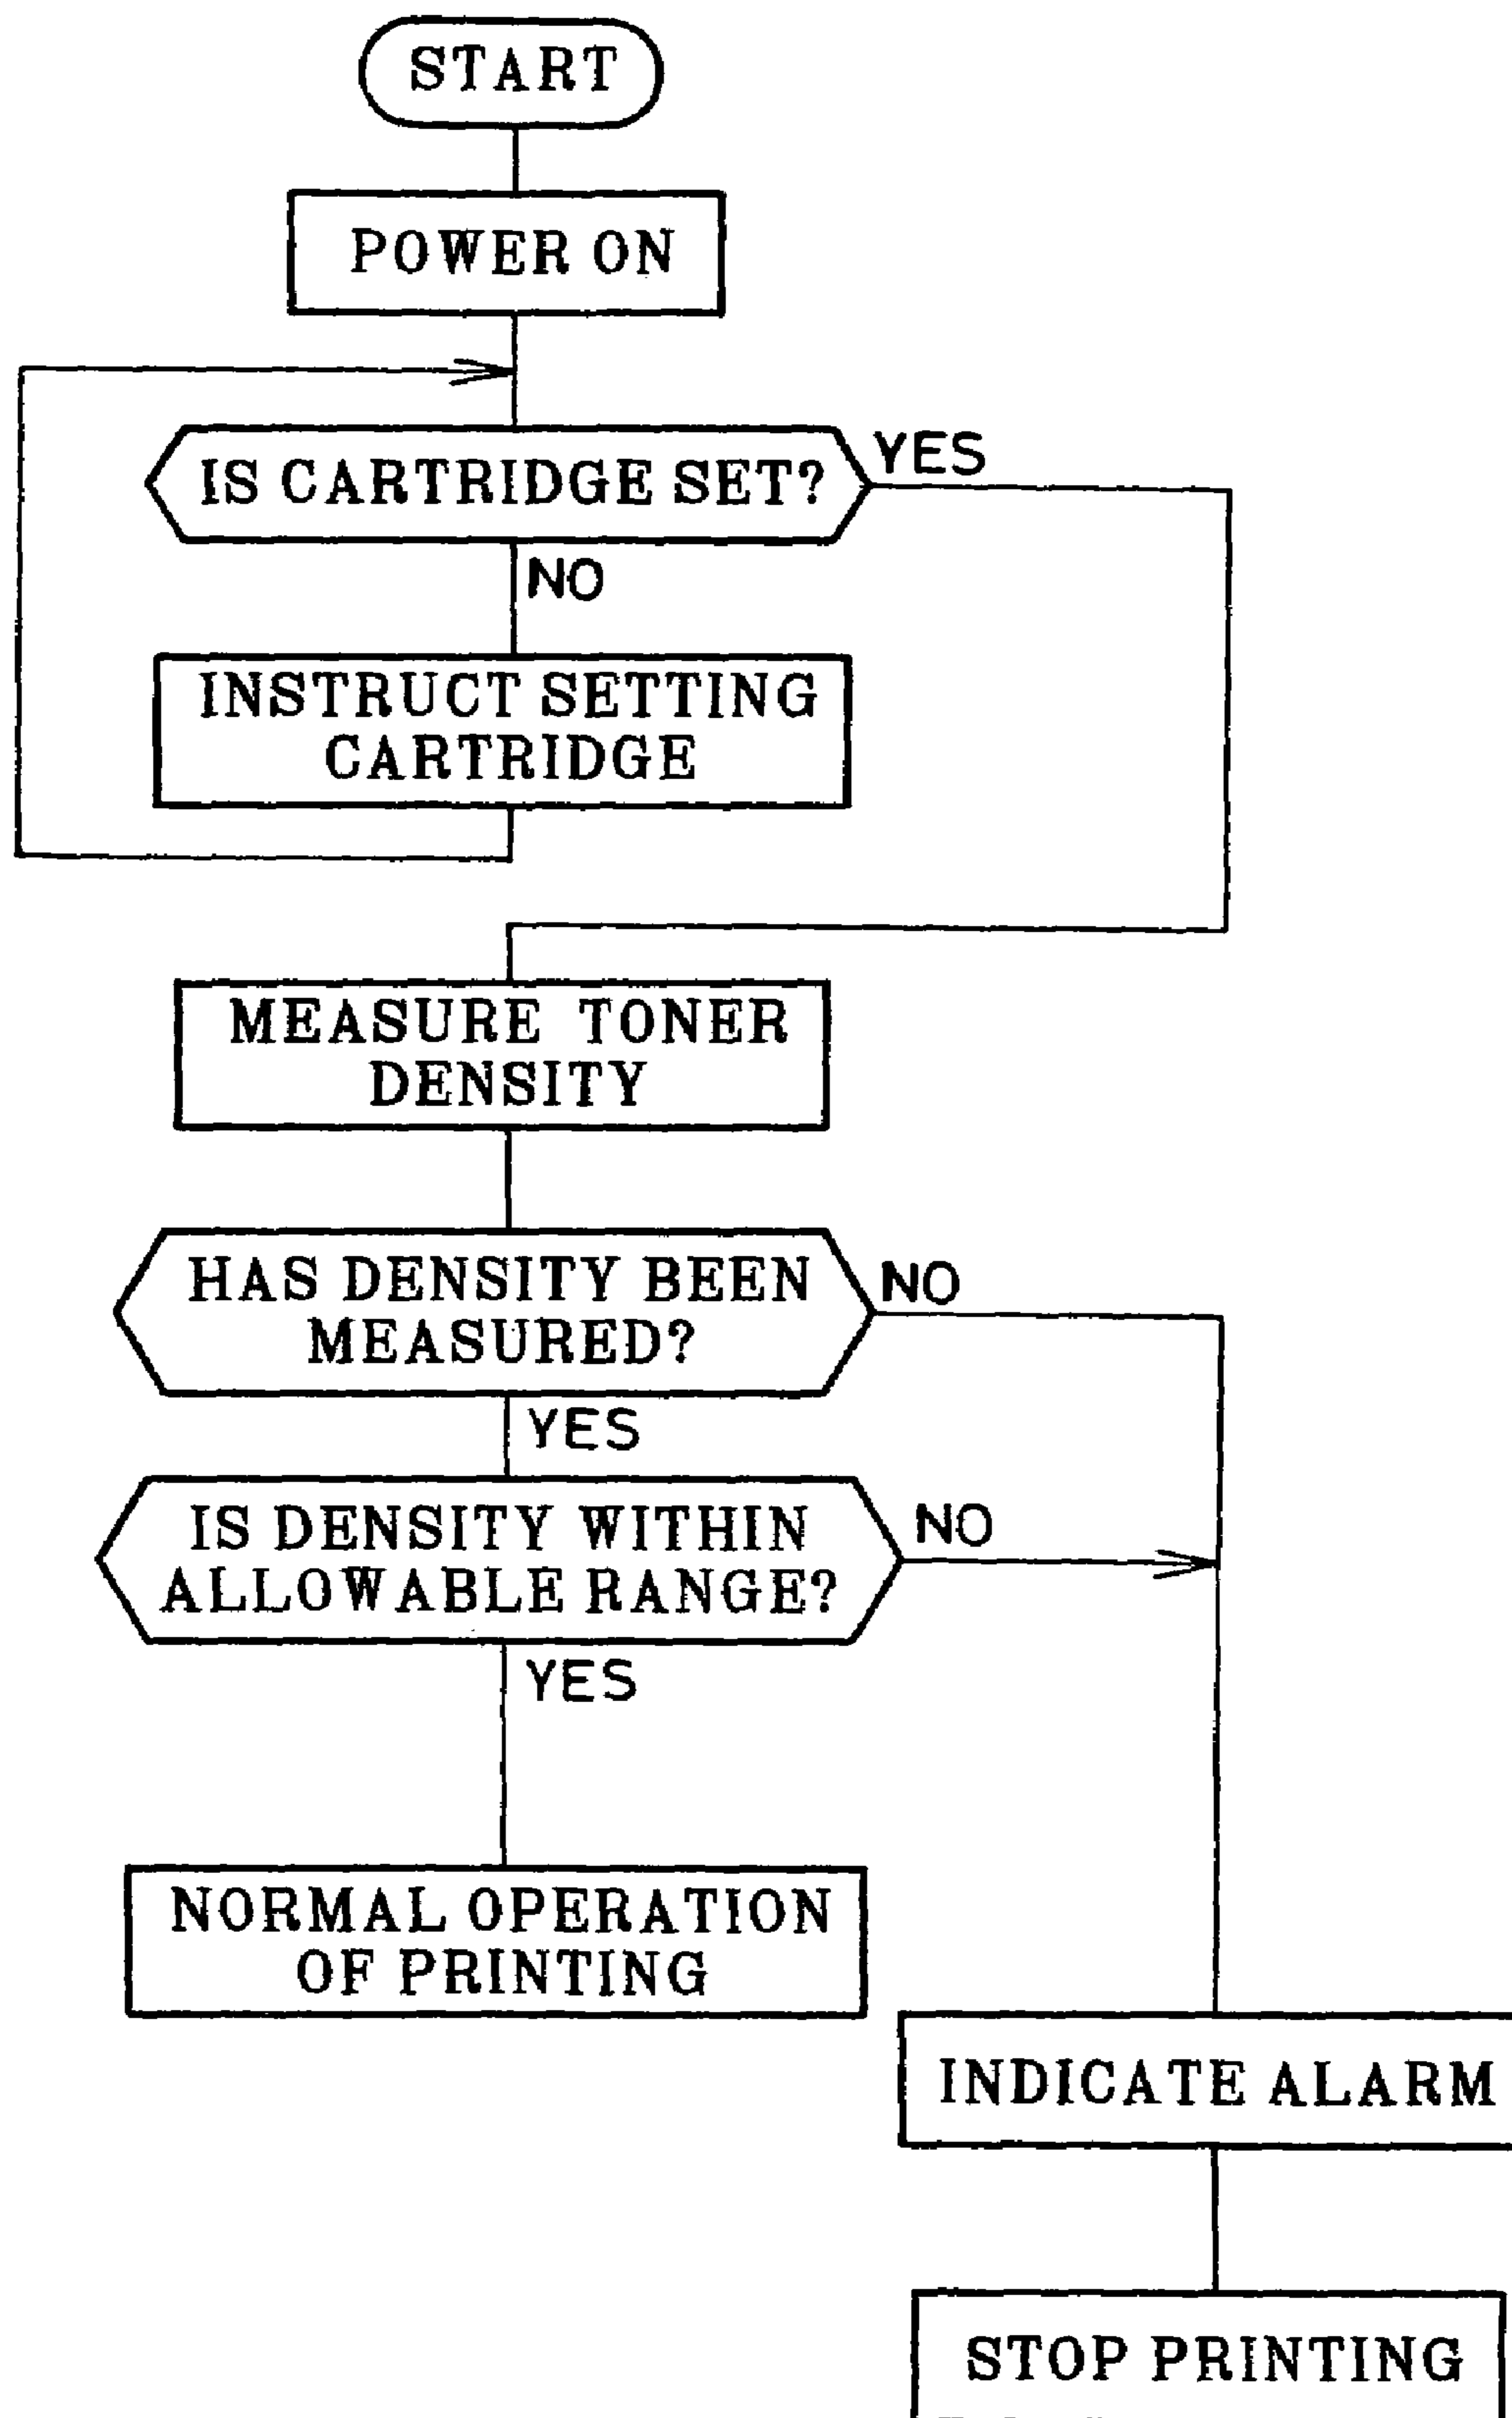 START
POWER ON
IS CARTRIDGE SET?
YES
NO
INSTRUCT SETTING
CARTRIDGE
MEASURE TONER
DENSITY
HAS DENSITY BEEN
MEASURED?
NO
YES
IS DENSITY WITHIN
ALLOWABLE RANGE?
NO
YES
NORMAL OPERATION
OF PRINTING
INDICATE ALARM
STOP PRINTING